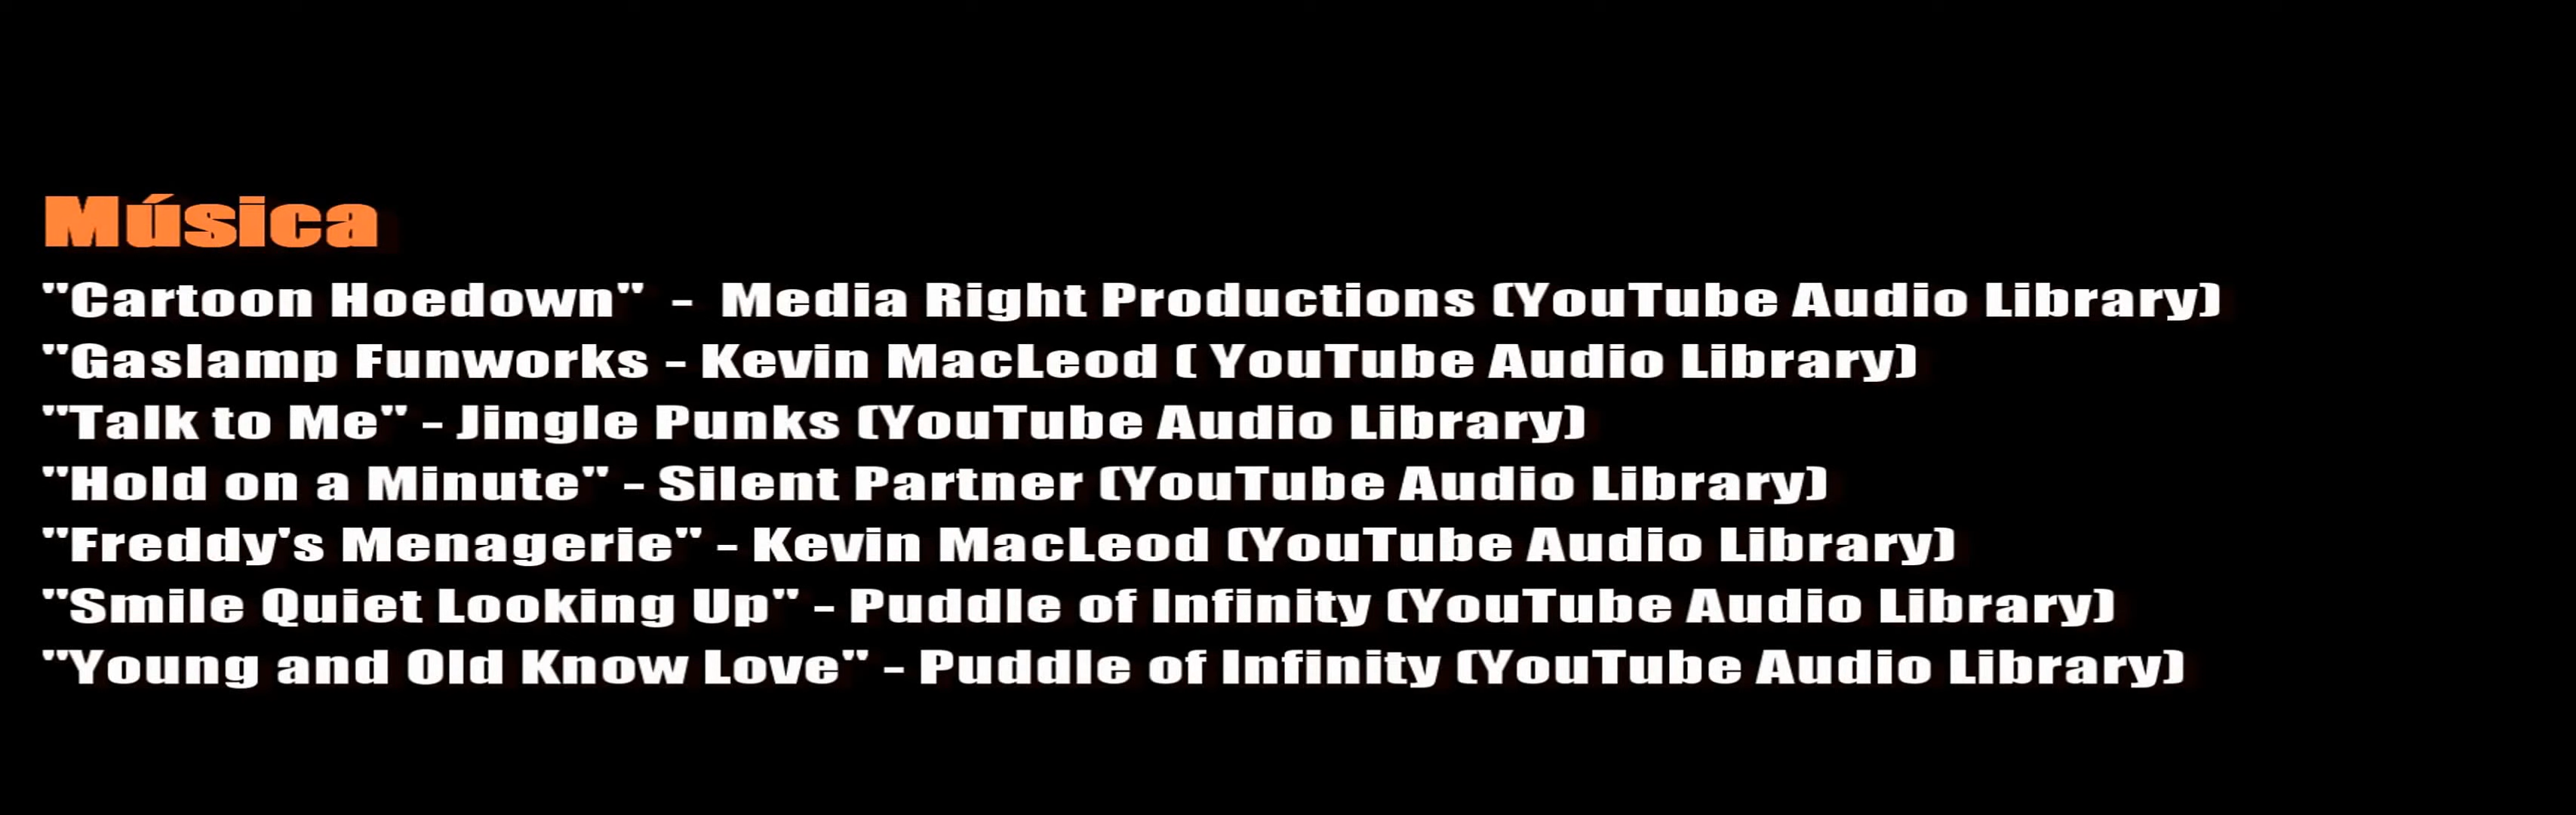 Música
"Cartoon Hoedown"  -  Media Right Productions (YouTube Audio Library)
"Gaslamp Funworks - Kevin MacLeod ( YouTube Audio Library)
"Talk to Me" - Jingle Punks (YouTube Audio Library)
"Hold on a Minute" - Silent Partner (YouTube Audio Library)
"Freddy's Menagerie" - Kevin MacLeod (YouTube Audio Library)
"Smile Quiet Looking Up" - Puddle of Infinity (YouTube Audio Library)
"Young and Old Know Love" - Puddle of Infinity (YouTube Audio Library)